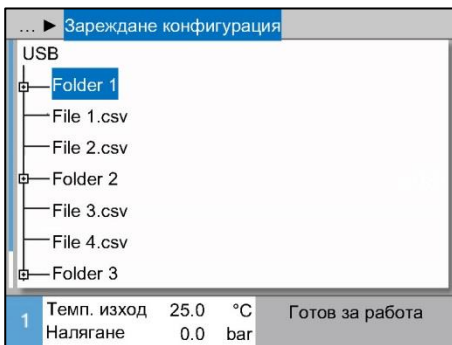 ... ► Зареждане конфигурация
USB
Folder 1
File 1.csv
File 2.csv
Folder 2
File 3.csv
File 4.csv
Folder 3
1 Темп. изход 25.0 °C Готов за работа
Налягане 0.0 bar